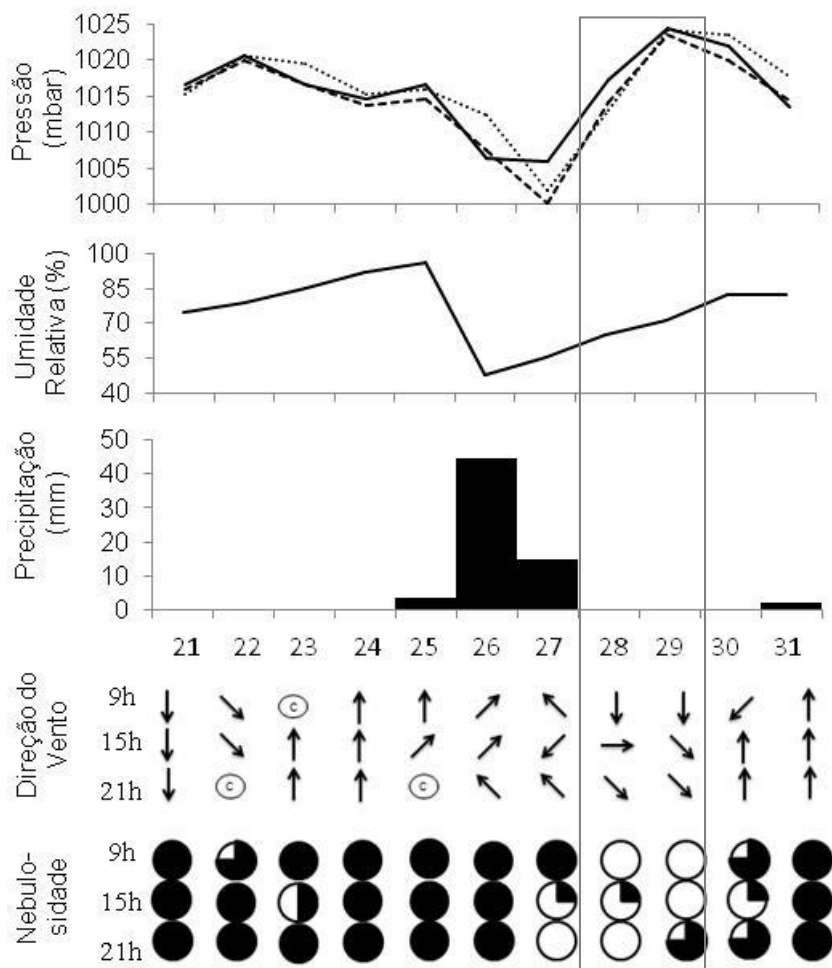 Pressão
(mbar)
1025
1020
1015
1010
1005
1000
Umidade
Relativa (%)
100
85
70
55
40
Precipitação
(mm)
50
40
30
20
10
0
21 22 23 24 25 26 27 28 29 30 31
Direção do
Vento
9h C
15h
21h C C
Nebulo-
sidade
9h
15h
21h